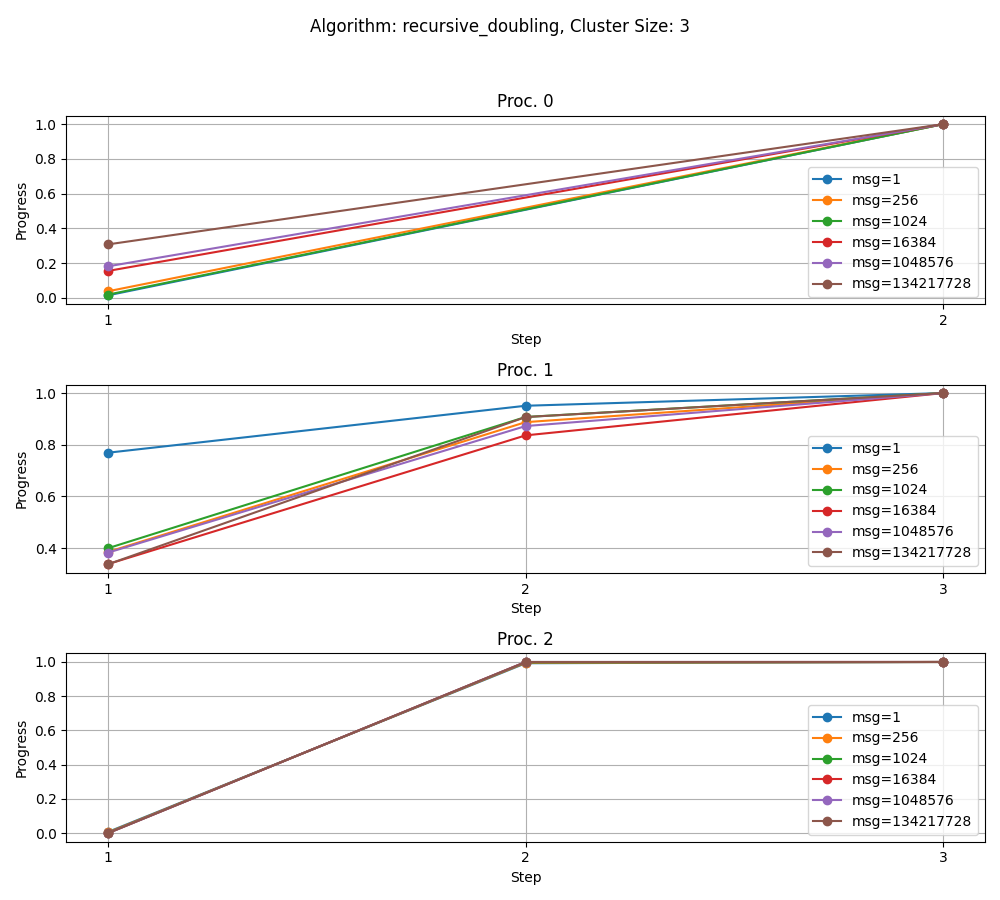 Algorithm: recursive_doubling, Cluster Size: 3
Proc. 0
1.0
0.8
0.6
0.4
0.2
0.0
Progress
msg=1
msg=256
msg=1024
msg=16384
msg=1048576
msg=134217728
1 2
Step
Proc. 1
1.0
0.8
0.6
0.4
Progress
msg=1
msg=256
msg=1024
msg=16384
msg=1048576
msg=134217728
1 2 3
Step
Proc. 2
1.0
0.8
0.6
0.4
0.2
0.0
Progress
msg=1
msg=256
msg=1024
msg=16384
msg=1048576
msg=134217728
1 2 3
Step